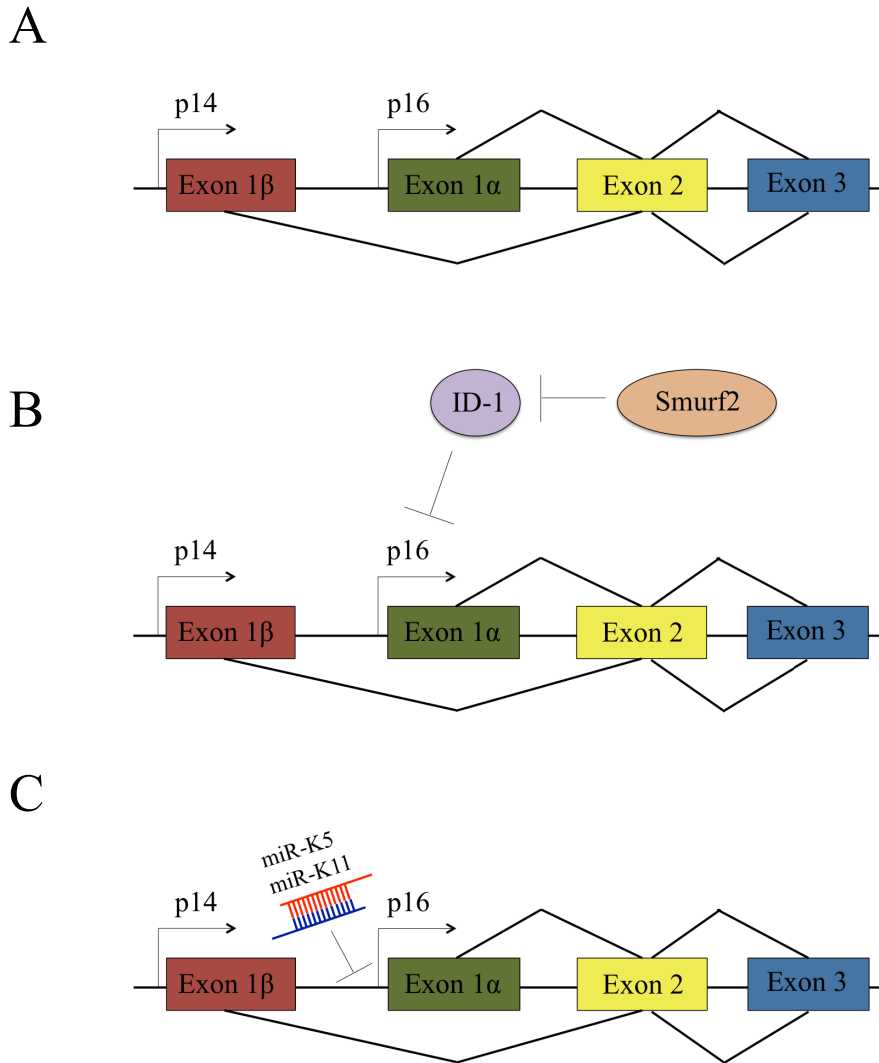 A
p14
p16
Exon 1β
Exon 1α
Exon 2
Exon 3
B
ID-1
Smurf2
p14
p16
Exon 1β
Exon 1α
Exon 2
Exon 3
C
miR-K5
miR-K11
p14
p16
Exon 1β
Exon 1α
Exon 2
Exon 3